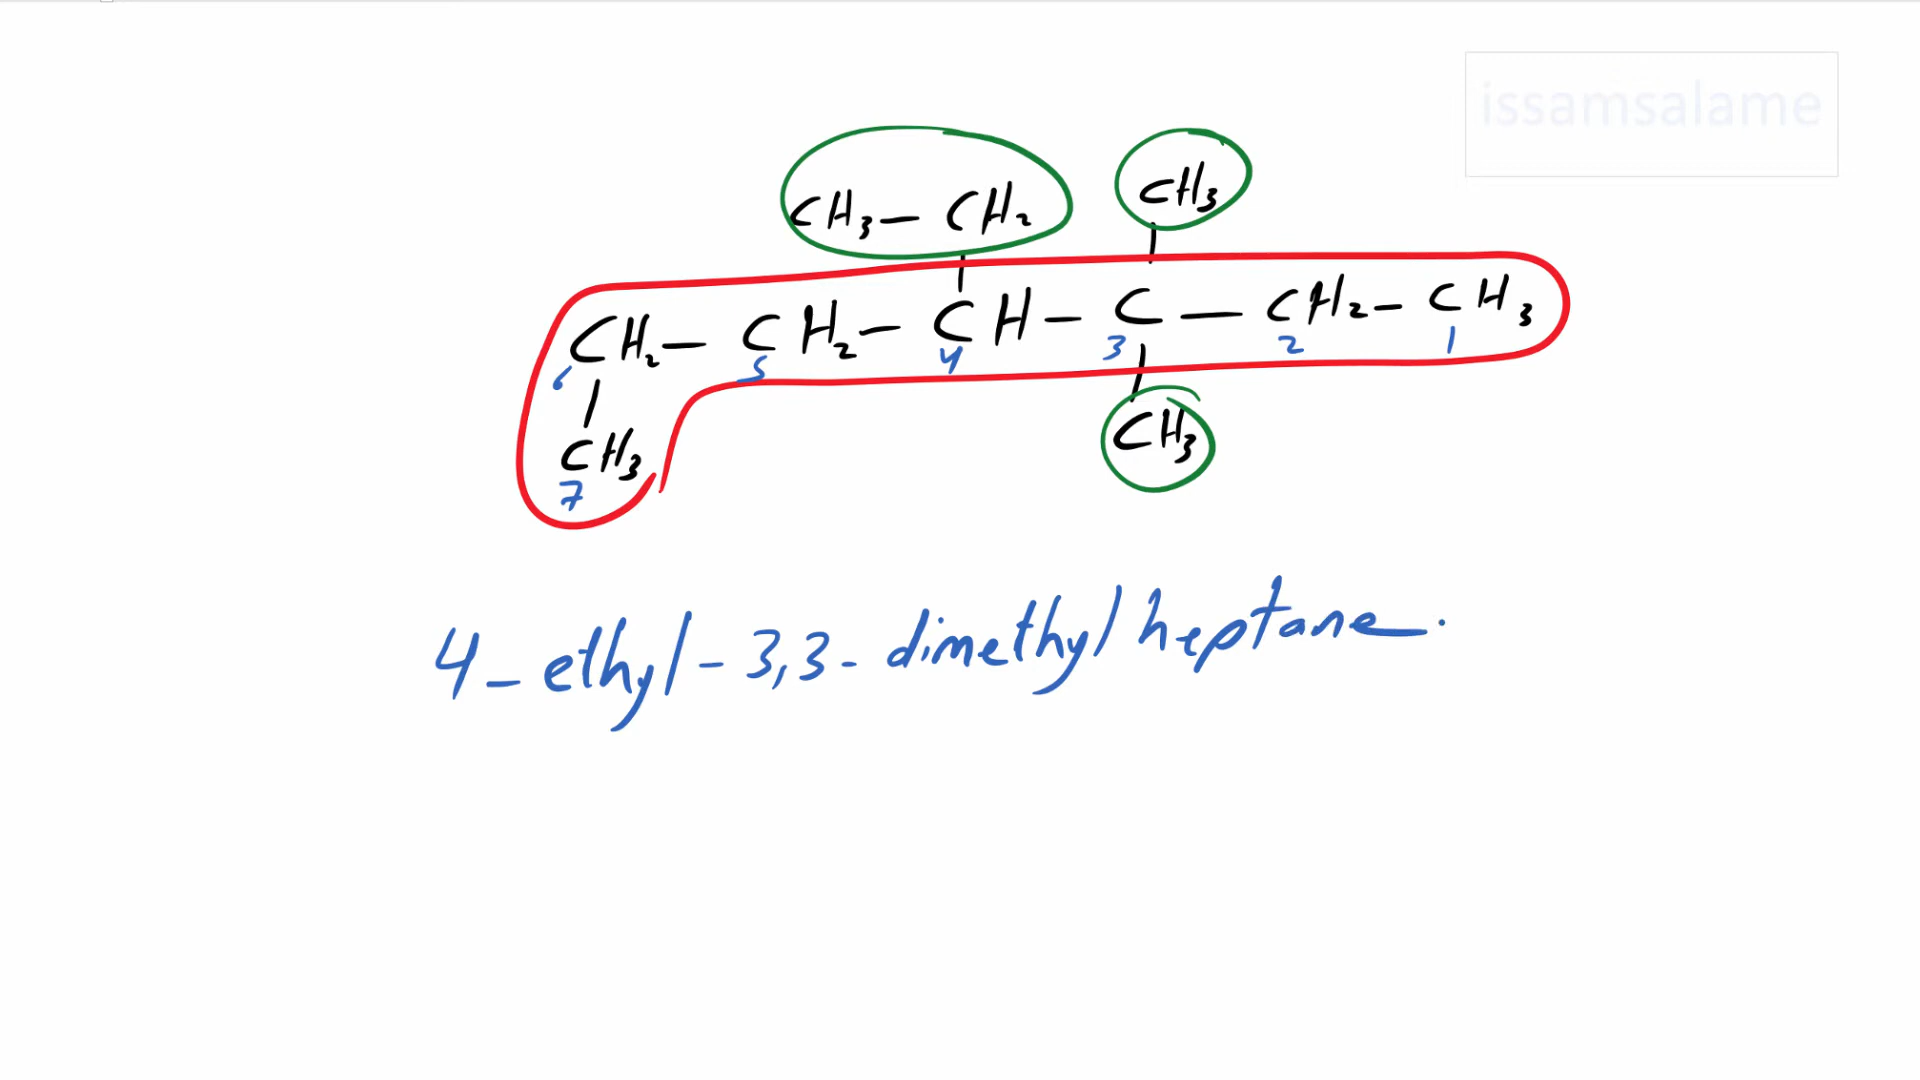 issamsalame
CH3 – CH2 CH3
CH2 – CH2 – CH – C – CH2 – CH3
6 5 4 3 2 1
CH3 CH3
7
4-ethyl-3,3-dimethylheptane.